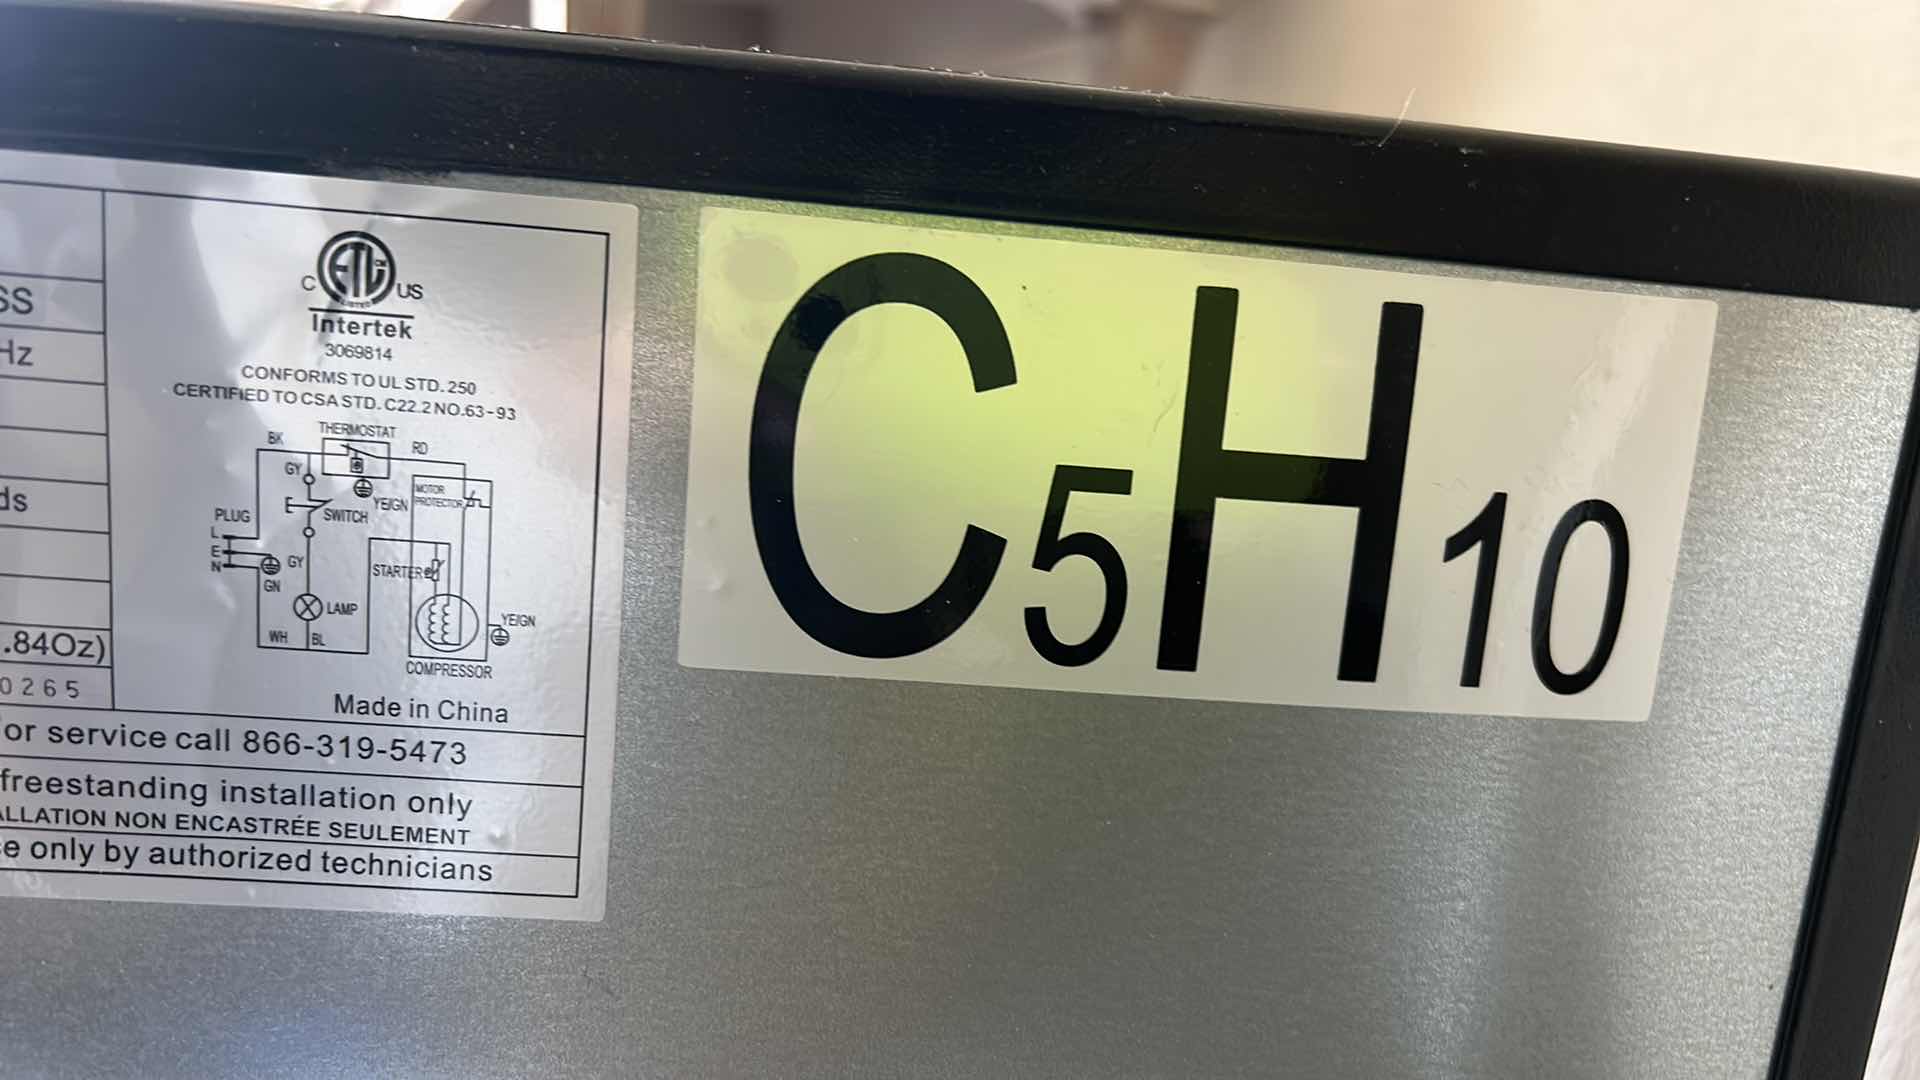 SS
Hz
ds
.84Oz)
0265
C ETL CM US
LISTED
Intertek
3069814
CONFORMS TO UL STD. 250
CERTIFIED TO CSA STD. C22.2 NO.63-93
THERMOSTAT
BK
RD
GY
YE/GN
MOTOR
PROTECTOR
SWITCH
PLUG
L
E
N
GY
GN
STARTER
LAMP
YE/GN
WH
BL
COMPRESSOR
Made in China
or service call 866-319-5473
freestanding installation only
ALLATION NON ENCASTRÉE SEULEMENT
e only by authorized technicians
C5H10